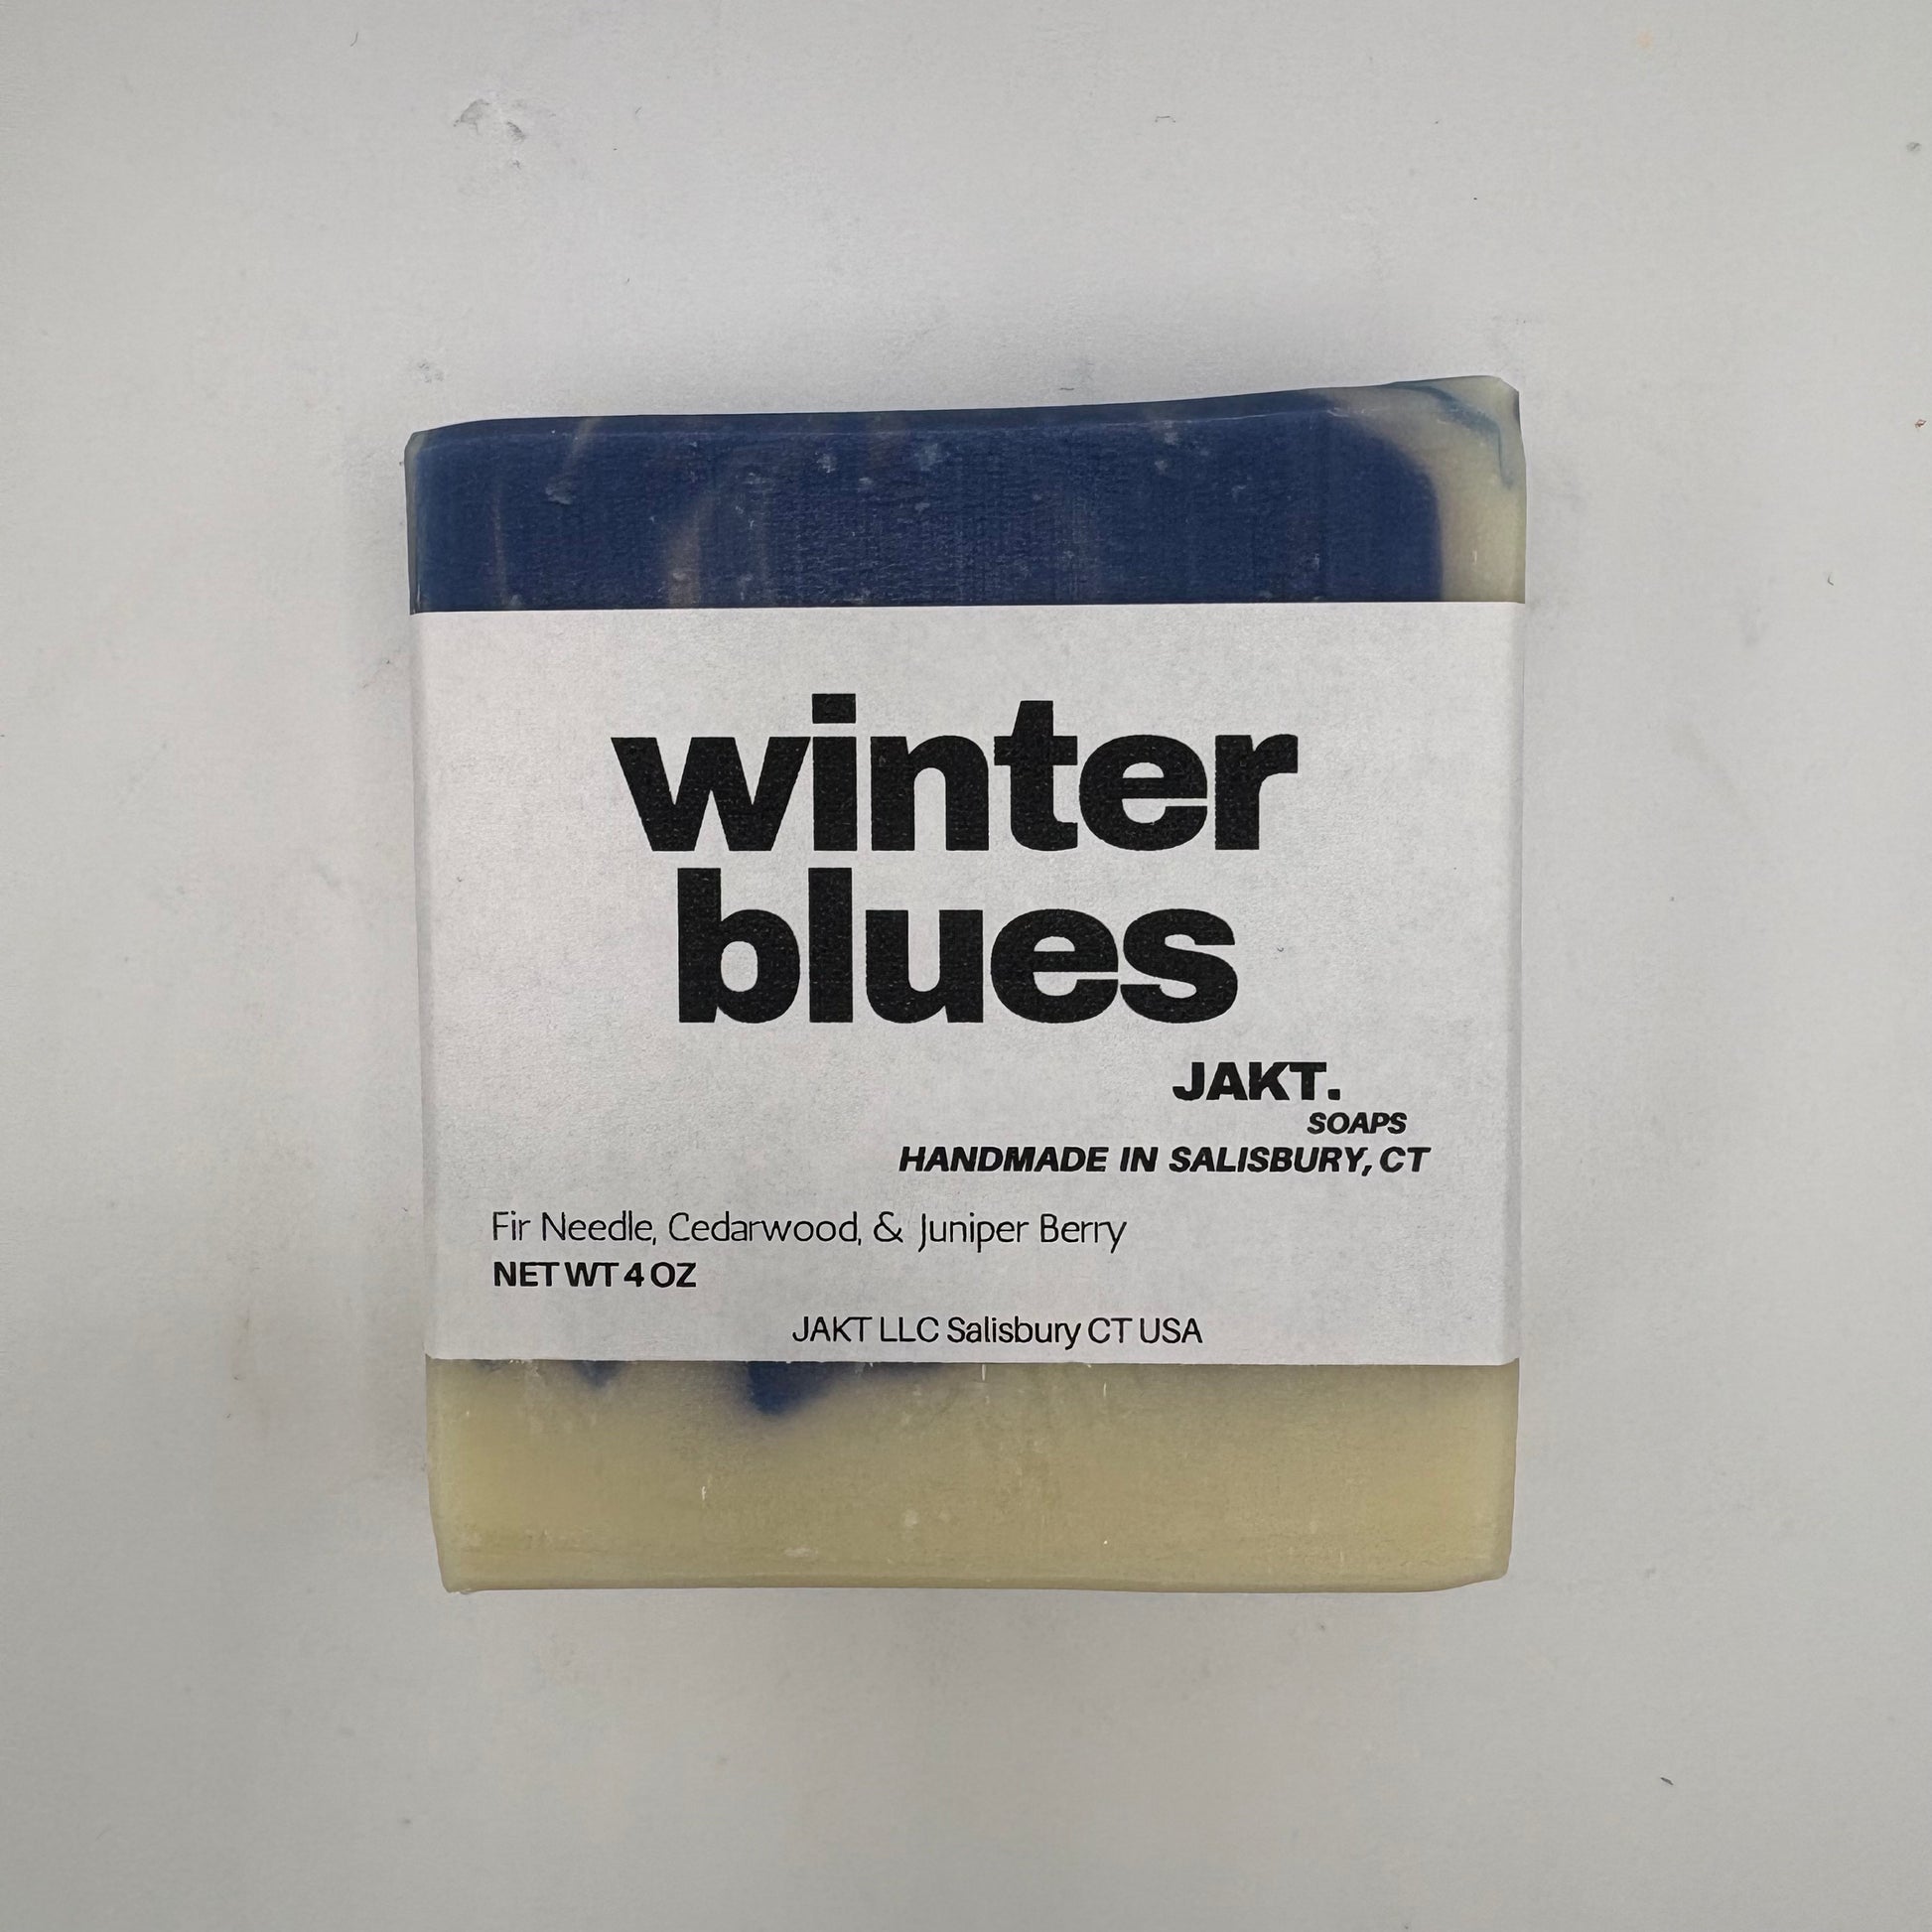 winter
blues
JAKT.
SOAPS
HANDMADE IN SALISBURY, CT
Fir Needle, Cedarwood, & Juniper Berry
NET WT 4 OZ
JAKT LLC Salisbury CT USA